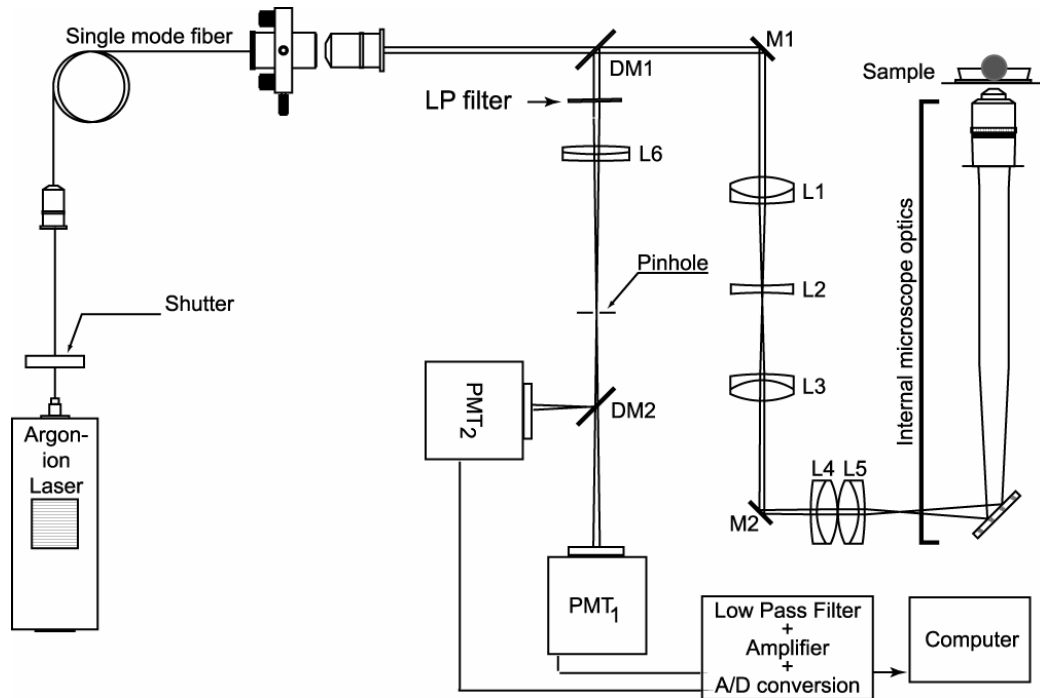 Single mode fiber
M1
DM1
Sample
LP filter
L6
L1
Internal microscope optics
Pinhole
L2
Shutter
L3
PMT2
DM2
Argon-
ion
Laser
L4 L5
M2
PMT1
Low Pass Filter
+
Amplifier
+
A/D conversion
Computer